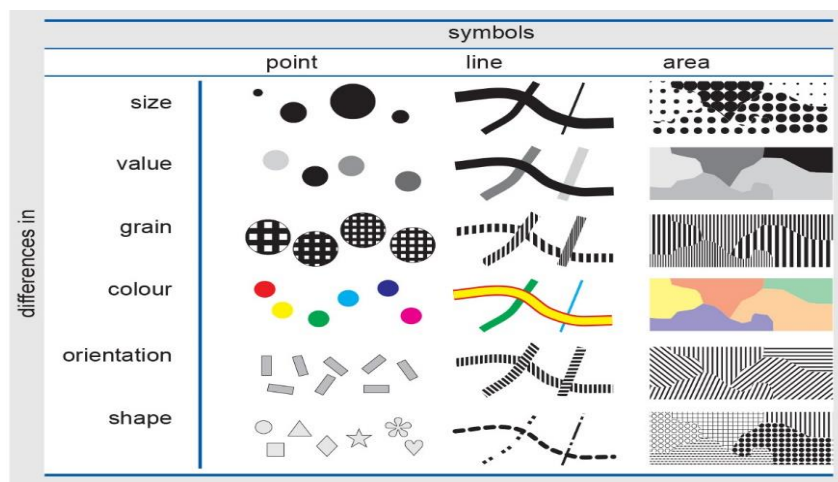 symbols
point line area
differences in
size
value
grain
colour
orientation
shape